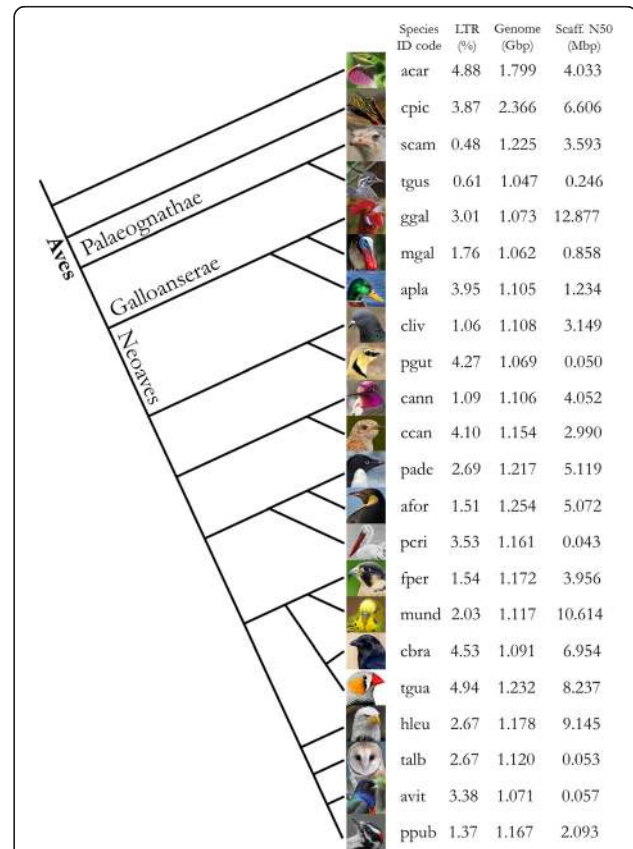 Species LTR Genome Scaff. N50
ID code (%) (Gbp) (Mbp)
acar 4.88 1.799 4.033
cpic 3.87 2.366 6.606
scam 0.48 1.225 3.593
tgus 0.61 1.047 0.246
ggal 3.01 1.073 12.877
mgal 1.76 1.062 0.858
apla 3.95 1.105 1.234
cliv 1.06 1.108 3.149
pgut 4.27 1.069 0.050
cann 1.09 1.106 4.052
ccan 4.10 1.154 2.990
pade 2.69 1.217 5.119
afor 1.51 1.254 5.072
pcri 3.53 1.161 0.043
fper 1.54 1.172 3.956
mund 2.03 1.117 10.614
cbra 4.53 1.091 6.954
tgua 4.94 1.232 8.237
hleu 2.67 1.178 9.145
talb 2.67 1.120 0.053
avit 3.38 1.071 0.057
ppub 1.37 1.167 2.093
Aves
Palaeognathae
Galloanserae
Neoaves